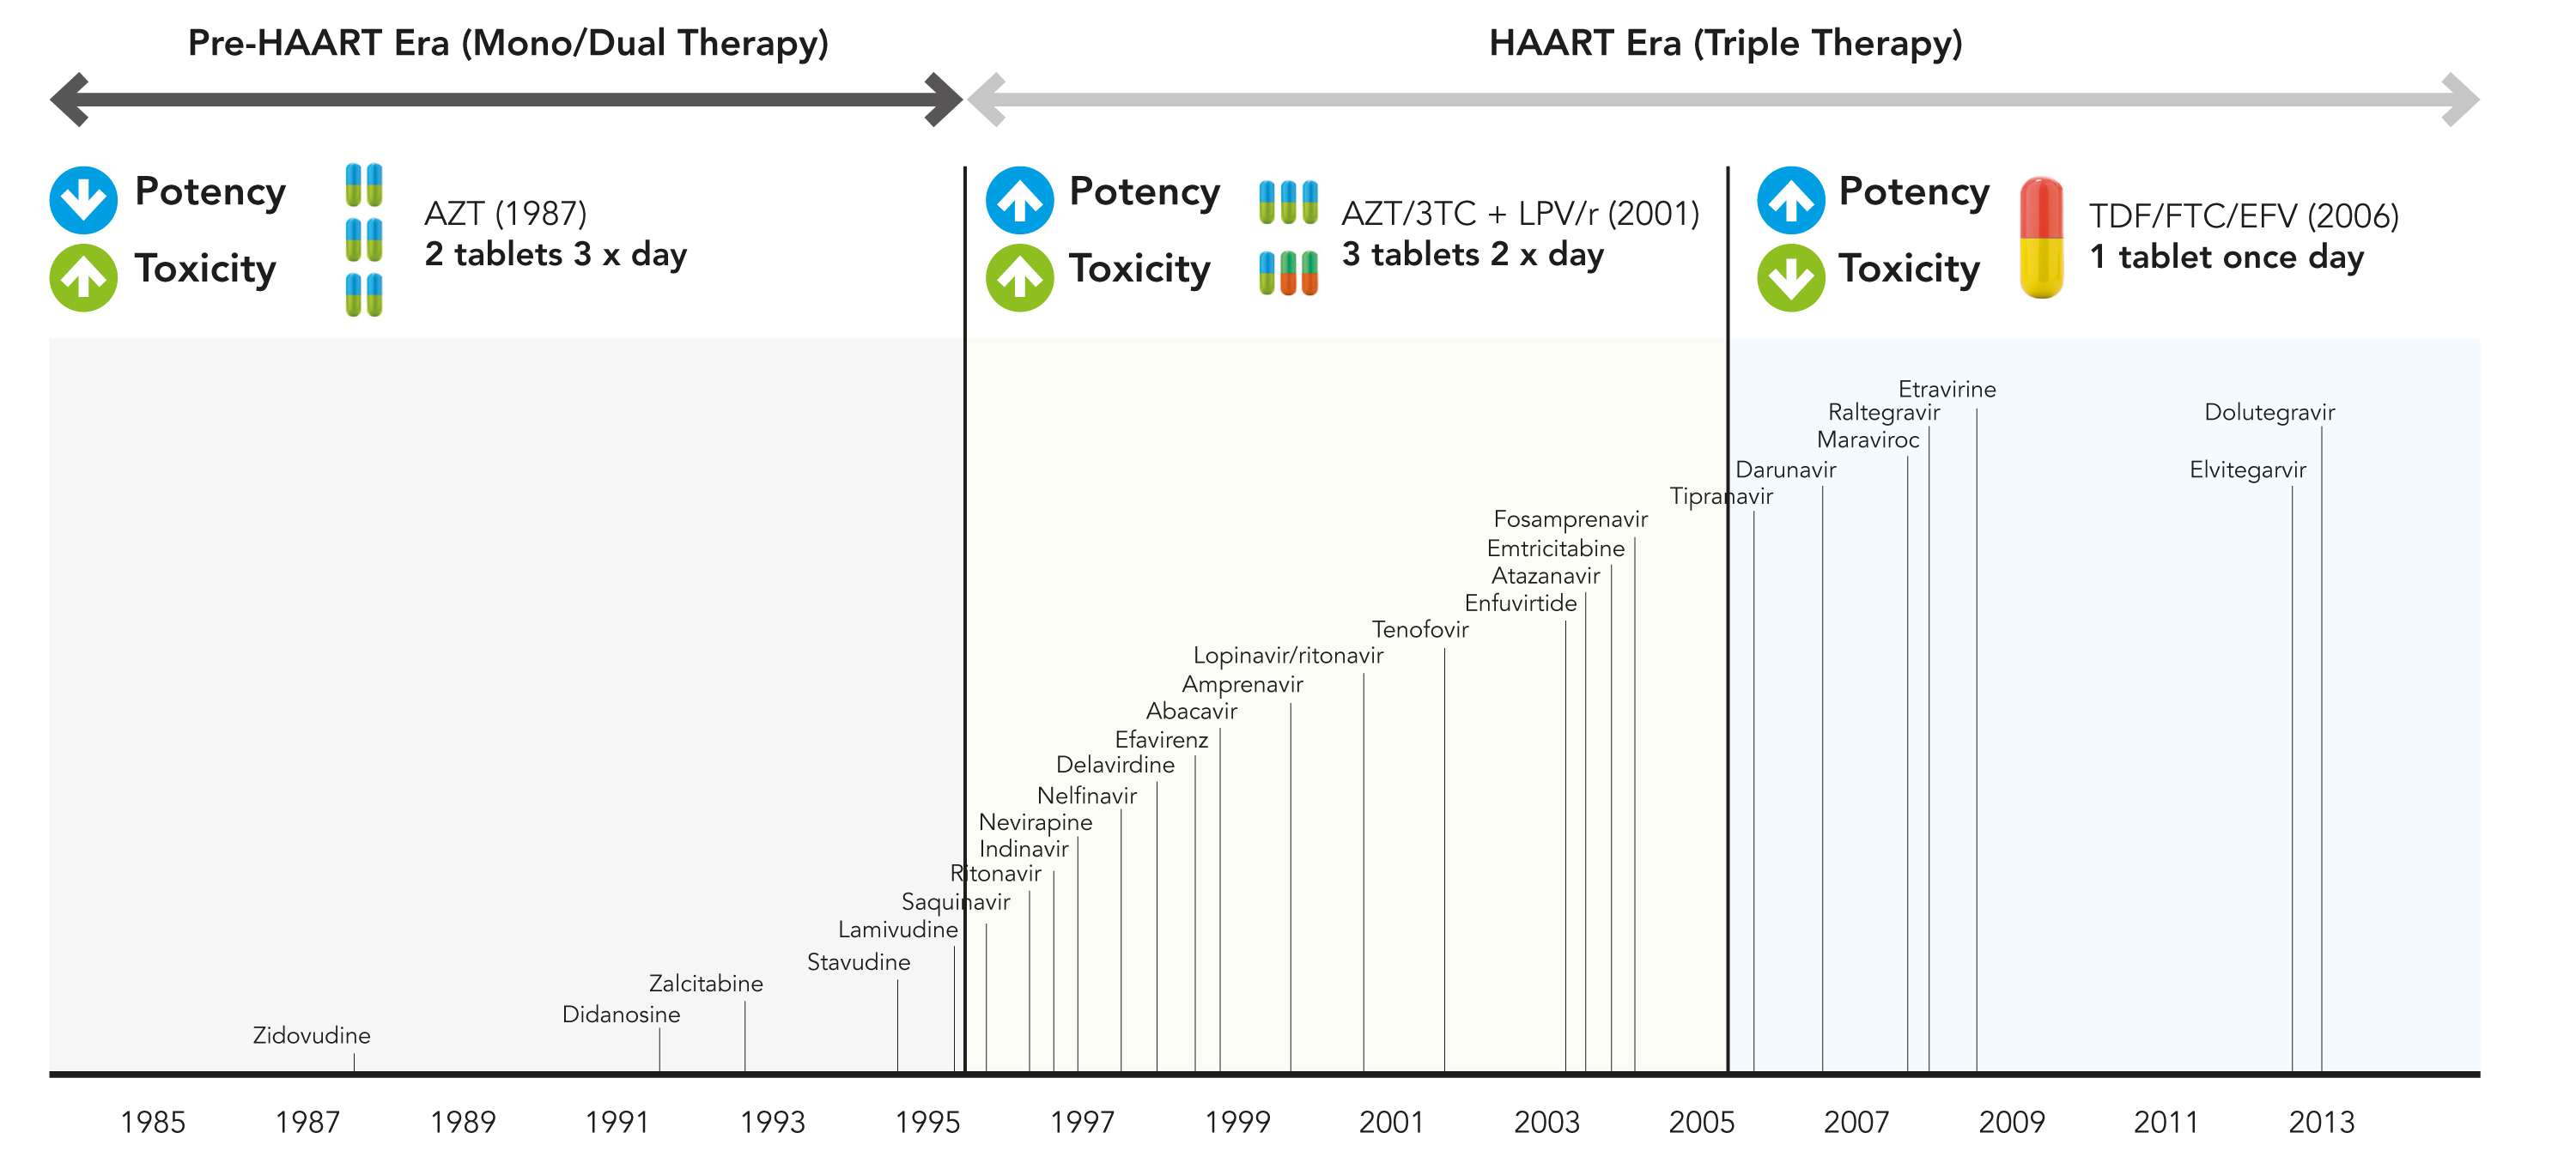 Pre-HAART Era (Mono/Dual Therapy)
HAART Era (Triple Therapy)
Potency
Toxicity
AZT (1987)
2 tablets 3 x day
Potency
Toxicity
AZT/3TC + LPV/r (2001)
3 tablets 2 x day
Potency
Toxicity
TDF/FTC/EFV (2006)
1 tablet once day
Zidovudine
Didanosine
Zalcitabine
Stavudine
Lamivudine
Saquinavir
Ritonavir
Indinavir
Nevirapine
Nelfinavir
Delavirdine
Efavirenz
Abacavir
Amprenavir
Lopinavir/ritonavir
Tenofovir
Enfuvirtide
Atazanavir
Emtricitabine
Fosamprenavir
Tipranavir
Darunavir
Maraviroc
Raltegravir
Etravirine
Elvitegarvir
Dolutegravir
1985 1987 1989 1991 1993 1995 1997 1999 2001 2003 2005 2007 2009 2011 2013